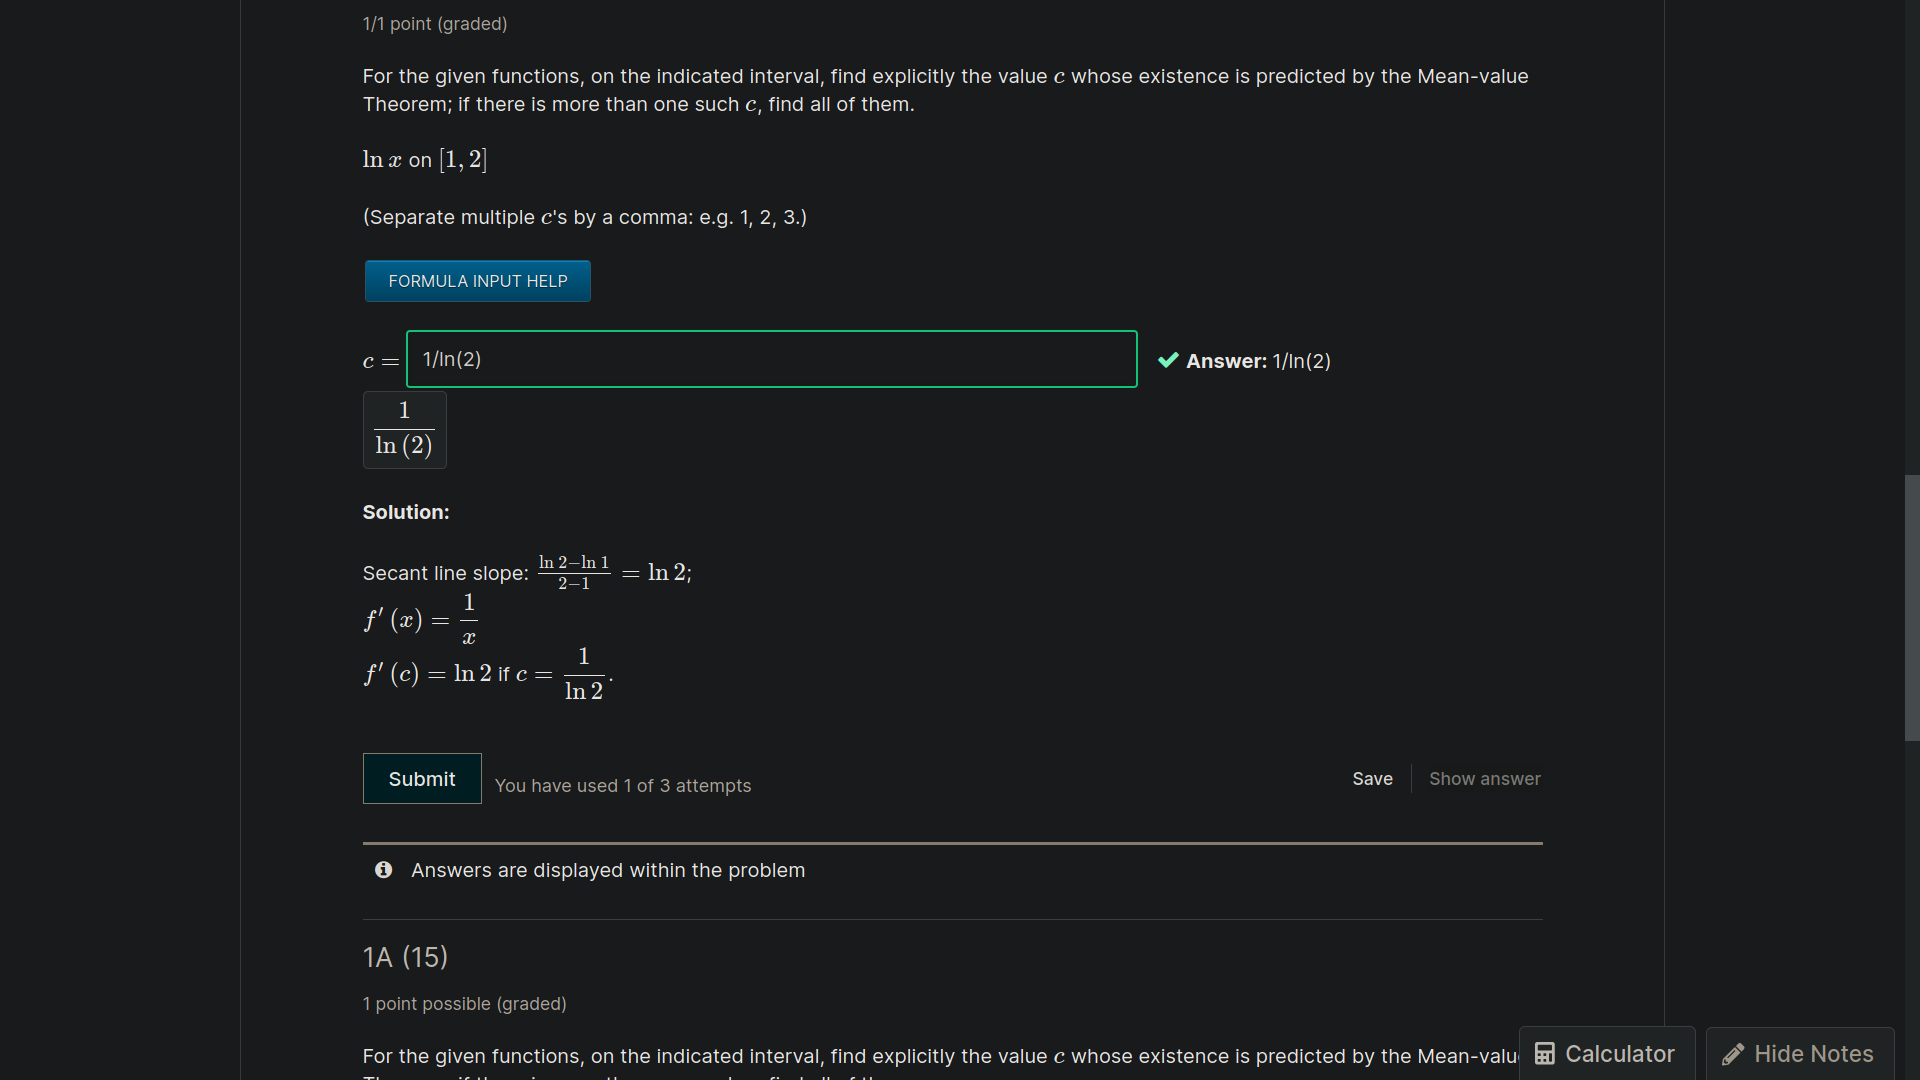 1/1 point (graded)
For the given functions, on the indicated interval, find explicitly the value c whose existence is predicted by the Mean-value
Theorem; if there is more than one such c, find all of them.
ln x on [1, 2]
(Separate multiple c's by a comma: e.g. 1, 2, 3.)
FORMULA INPUT HELP
c = 1/ln(2) Answer: 1/ln(2)
1
ln (2)
Solution:
Secant line slope: ln 2−ln 1 / 2−1 = ln 2;
f′ (x) = 1/x
f′ (c) = ln 2 if c = 1/ln 2.
Submit You have used 1 of 3 attempts Save Show answer
Answers are displayed within the problem
1A (15)
1 point possible (graded)
For the given functions, on the indicated interval, find explicitly the value c whose existence is predicted by the Mean-valu
Calculator Hide Notes